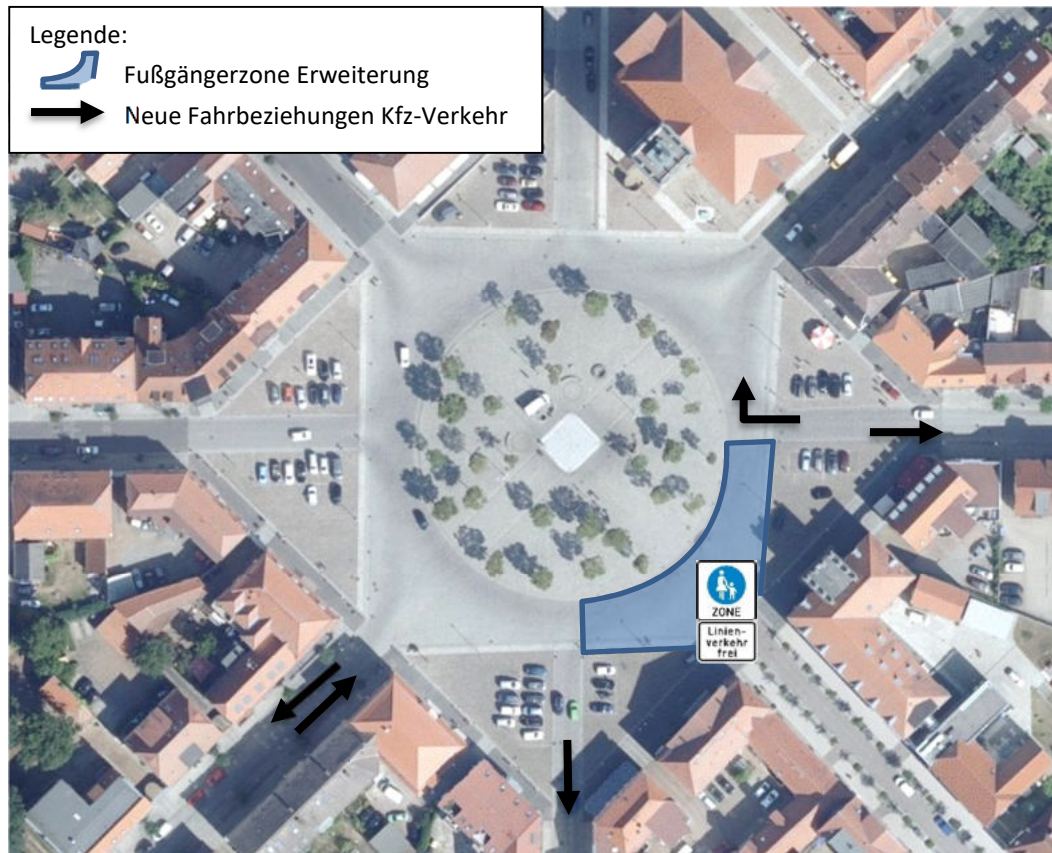 Legende:
Fußgängerzone Erweiterung
Neue Fahrbeziehungen Kfz-Verkehr
ZONE
Linien-
verkehr
frei